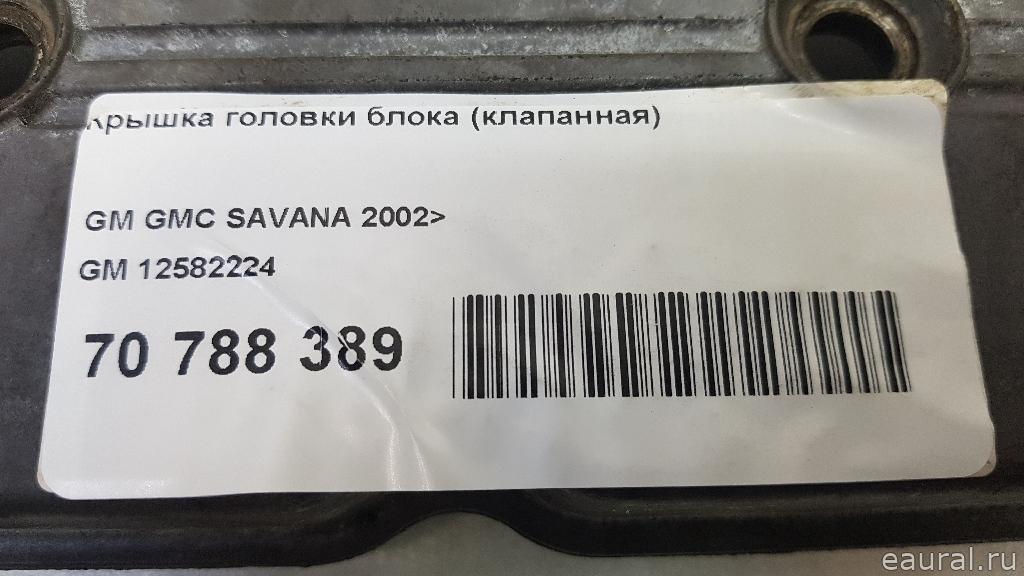 Крышка головки блока (клапанная)
GM GMC SAVANA 2002>
GM 12582224
70 788 389
eaural.ru